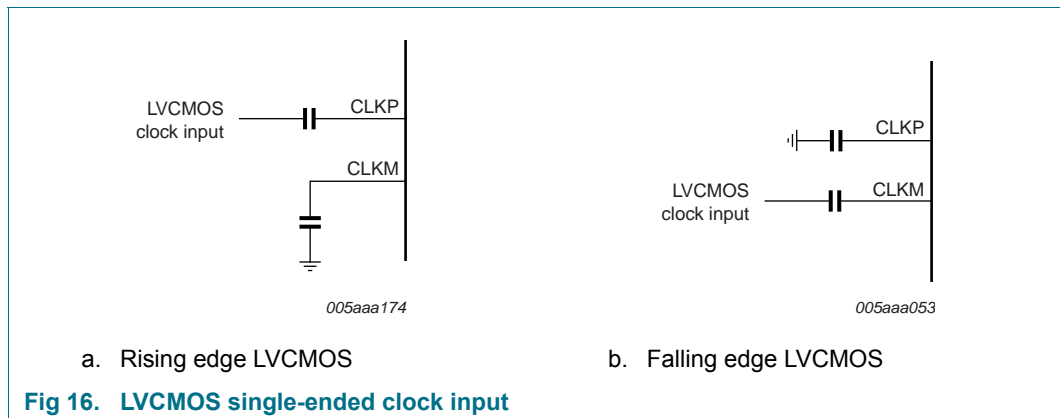 LVCMOS
clock input
CLKP
CLKM
005aaa174
a. Rising edge LVCMOS
CLKP
LVCMOS
clock input
CLKM
005aaa053
b. Falling edge LVCMOS
Fig 16. LVCMOS single-ended clock input